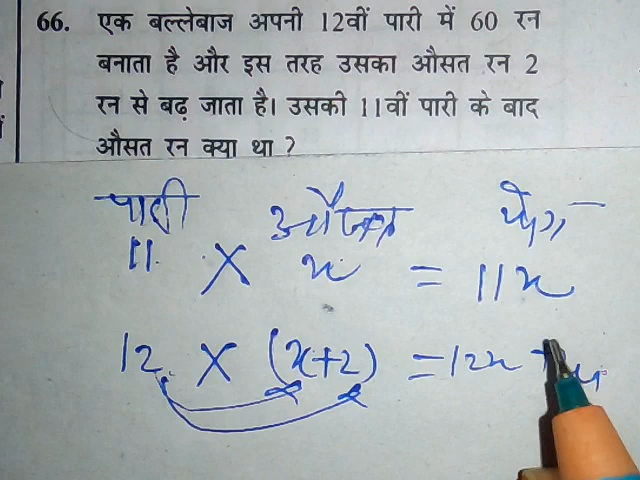 66. एक बल्लेबाज अपनी 12वीं पारी में 60 रन
बनाता है और इस तरह उसका औसत रन 2
रन से बढ़ जाता है। उसकी 11वीं पारी के बाद
औसत रन क्या था ?
पारी औसत योग
11 × x = 11x
12 × (x+2) = 12x +